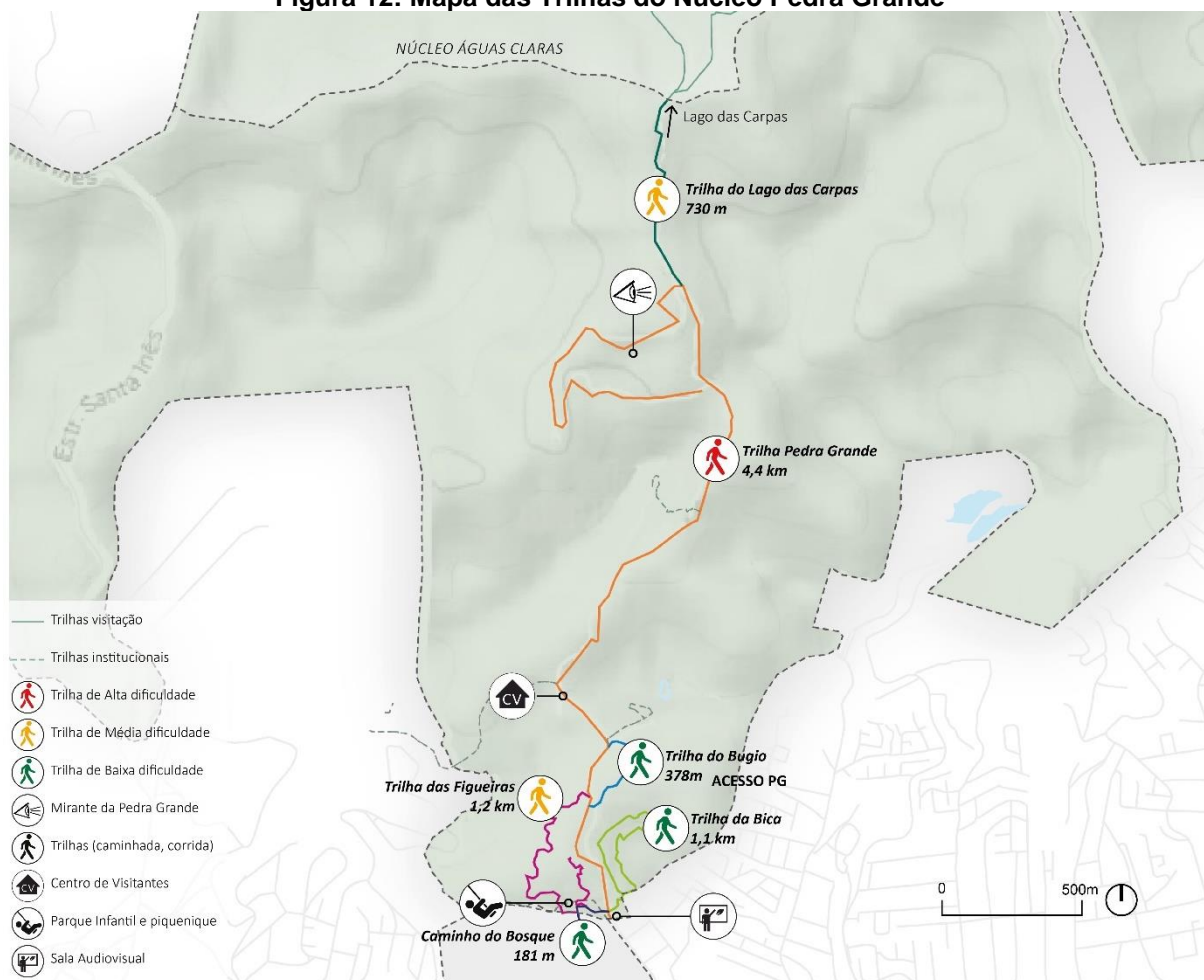 Figura 12: Mapa das Trilhas do Núcleo Pedra Grande
NÚCLEO ÁGUAS CLARAS
Lago das Carpas
Trilha do Lago das Carpas
730 m
Estr. Santa Inês
Trilha Pedra Grande
4,4 km
Trilhas visitação
Trilhas institucionais
Trilha de Alta dificuldade
Trilha de Média dificuldade
Trilha de Baixa dificuldade
Mirante da Pedra Grande
Trilhas (caminhada, corrida)
CV
Centro de Visitantes
Parque Infantil e piquenique
Sala Audiovisual
CV
Trilha do Bugio
378m
ACESSO PG
Trilha das Figueiras
1,2 km
Trilha da Bica
1,1 km
Caminho do Bosque
181 m
0
500m